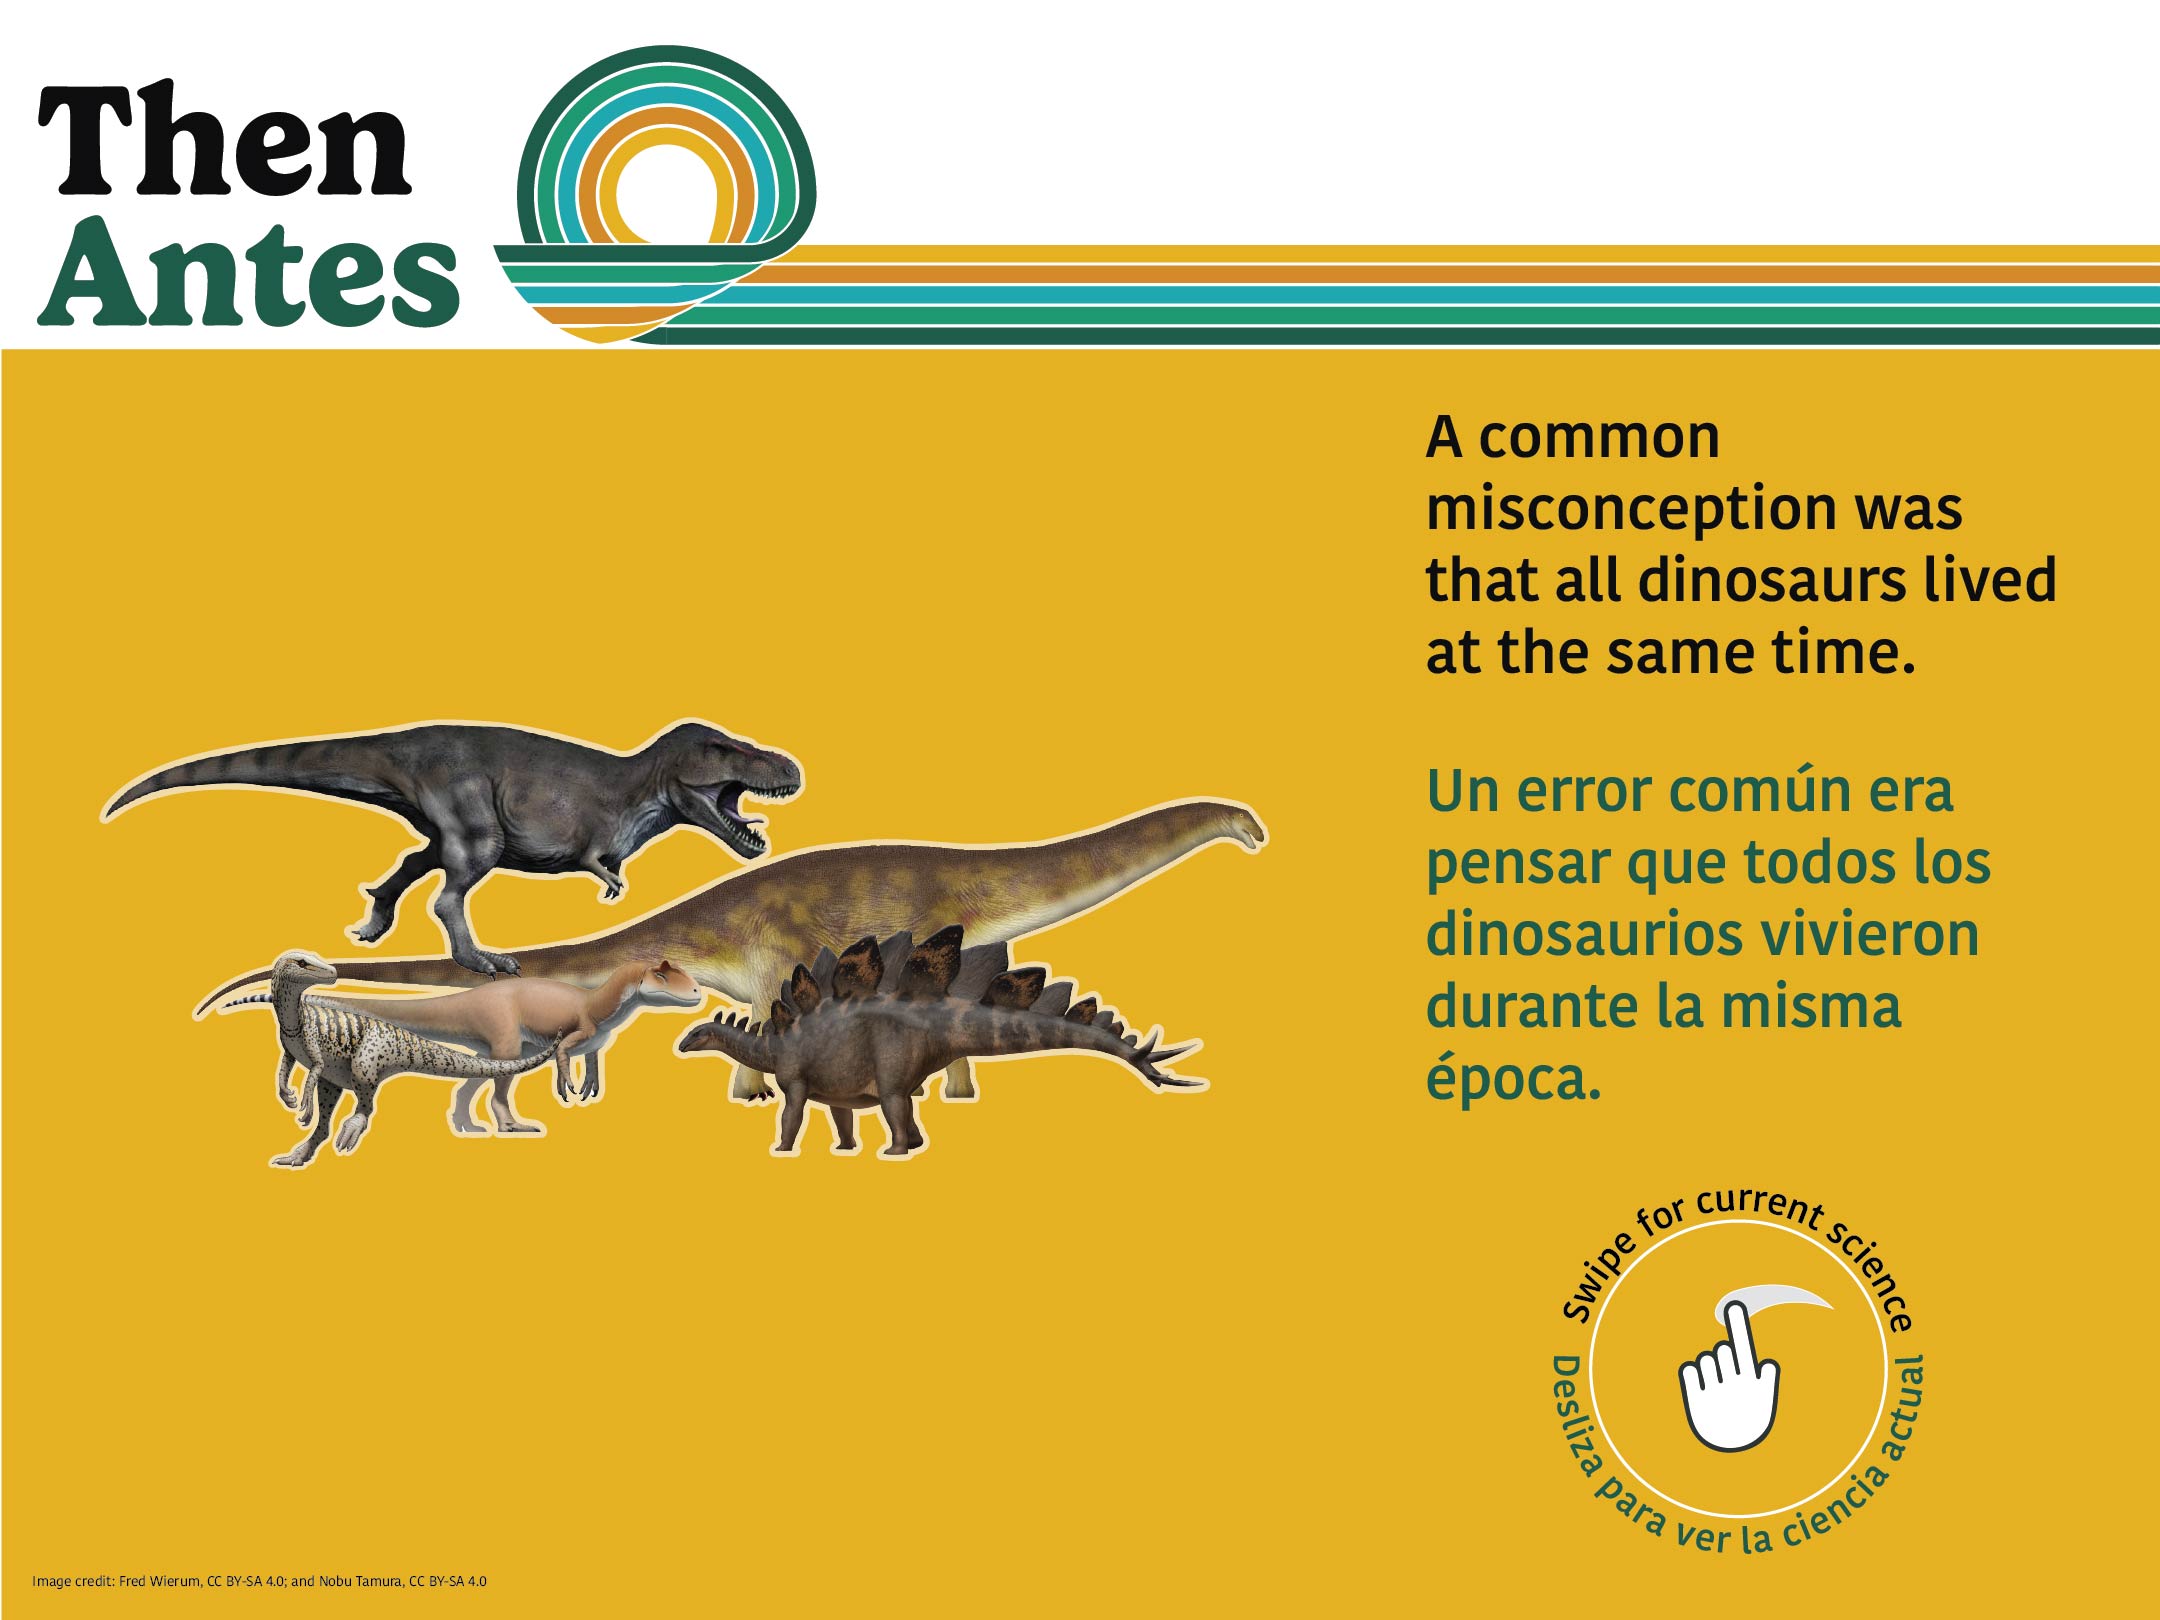 Then
Antes
A common
misconception was
that all dinosaurs lived
at the same time.
Un error común era
pensar que todos los
dinosaurios vivieron
durante la misma
época.
Swipe for current science
Desliza para ver la ciencia actual
Image credit: Fred Wierum, CC BY-SA 4.0; and Nobu Tamura, CC BY-SA 4.0